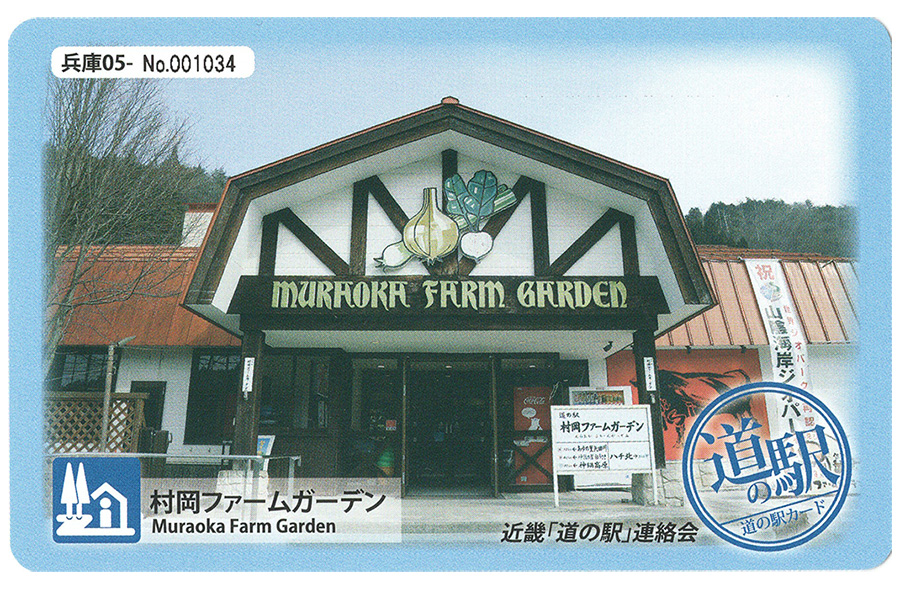 兵庫05- No.001034
MURAOKA FARM GARDEN
祝
山陰海岸ジオパーク
Coca-Cola
道の駅
村岡ファームガーデン
ハチ北
神鍋高原
村岡ファームガーデン
Muraoka Farm Garden
近畿「道の駅」連絡会
道の駅
道の駅カード